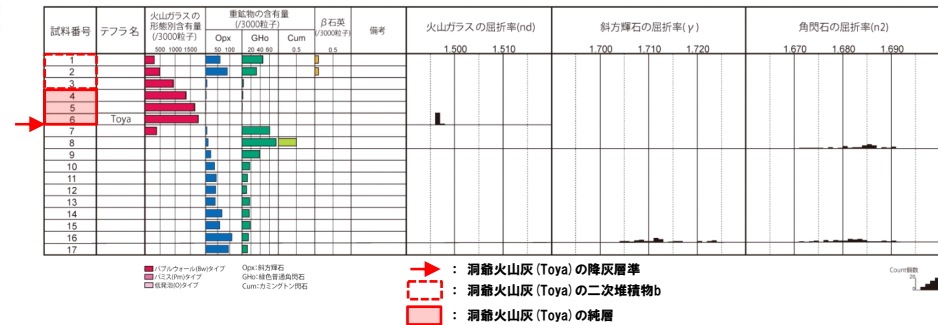 試料番号 テフラ名 火山ガラスの形態別含有量(/3000粒子) 重鉱物の含有量(/3000粒子) β石英(/3000粒子) 備考 火山ガラスの屈折率(nd) 斜方輝石の屈折率(γ) 角閃石の屈折率(n2)
500 1000 1500 Opx GHo Cum
50 100 20 40 60 0.5 0.5 1.500 1.510 1.700 1.710 1.720 1.670 1.680 1.690
1
2
3
4
5
6 Toya
7
8
9
10
11
12
13
14
15
16
17
バブルウォール(Bw)タイプ Opx:斜方輝石
パミス(Pm)タイプ GHo:緑色普通角閃石
低発泡(O)タイプ Cum:カミングトン閃石
: 洞爺火山灰(Toya)の降灰層準
: 洞爺火山灰(Toya)の二次堆積物b
: 洞爺火山灰(Toya)の純層
Count個数